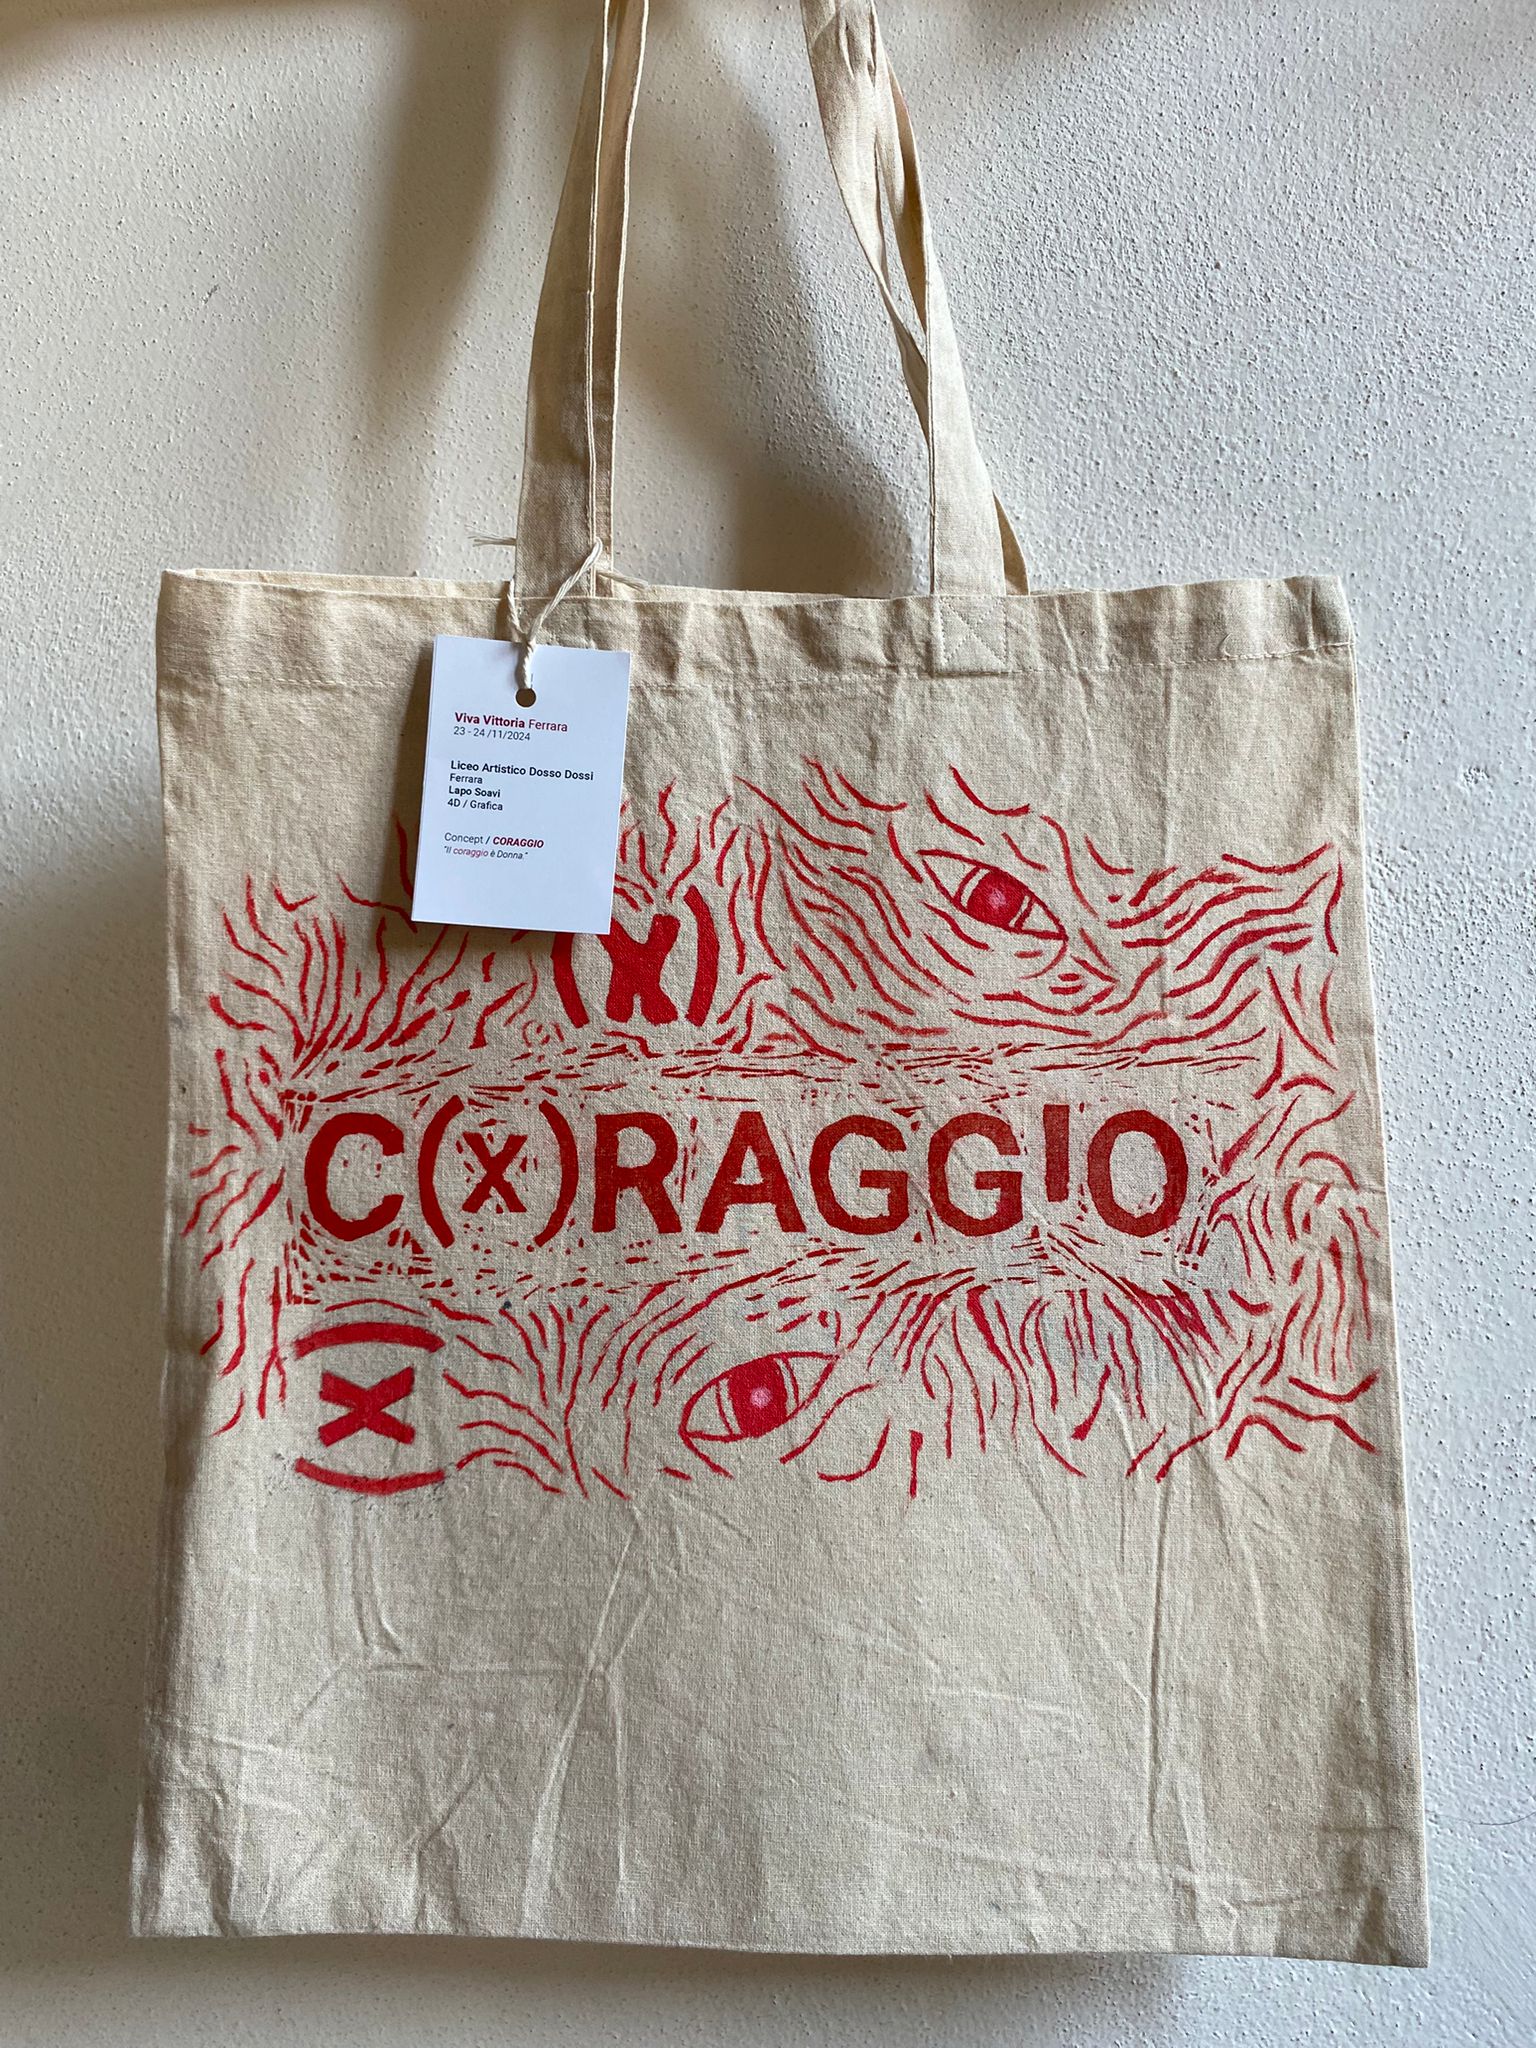 Viva Vittoria Ferrara
23 - 24 /11/2024
Liceo Artistico Dosso Dossi
Ferrara
Lapo Soavi
4D / Grafica
Concept / CORAGGIO
"Il coraggio è Donna."
(x)
C(x)RAGGIO
(x)